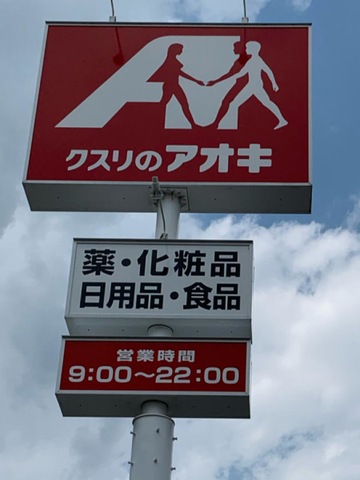 クスリのアオキ
薬・化粧品
日用品・食品
営業時間
9:00～22:00